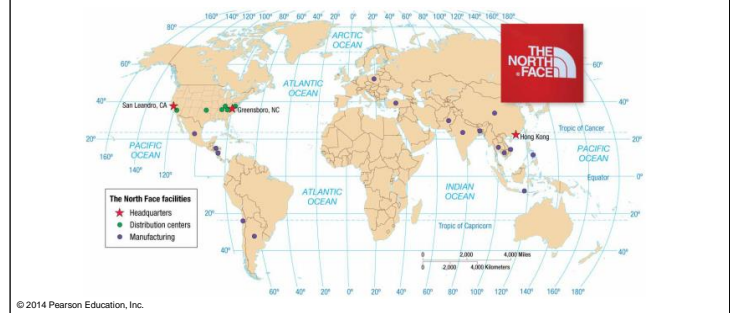 160° 140° 120° 100° 80° 60° 40° 20° 0° 20° 40° 60° 80° 100° 120° 140° 160° 180°
80°
ARCTIC
OCEAN
THE
NORTH
FACE
60°
60°
ATLANTIC
OCEAN
San Leandro, CA
Greensboro, NC
40°
40°
Tropic of Cancer
Hong Kong
20°
20°
PACIFIC
OCEAN
PACIFIC
OCEAN
160°
140°
120°
Equator
0°
The North Face facilities
Headquarters
Distribution centers
Manufacturing
ATLANTIC
OCEAN
INDIAN
OCEAN
20°
20°
Tropic of Capricorn
40°
40°
0 2,000 4,000 Miles
0 2,000 4,000 Kilometers
60° 40° 20° 0° 20° 40° 60° 80° 100° 120° 140° 160° 180°
© 2014 Pearson Education, Inc.